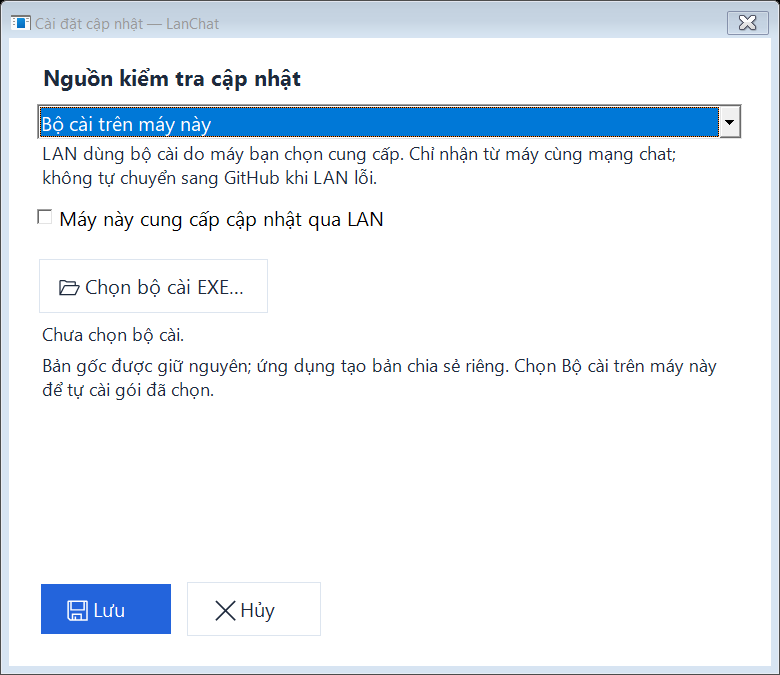 Cài đặt cập nhật — LanChat
Nguồn kiểm tra cập nhật
Bộ cài trên máy này
LAN dùng bộ cài do máy bạn chọn cung cấp. Chỉ nhận từ máy cùng mạng chat;
không tự chuyển sang GitHub khi LAN lỗi.
Máy này cung cấp cập nhật qua LAN
Chọn bộ cài EXE...
Chưa chọn bộ cài.
Bản gốc được giữ nguyên; ứng dụng tạo bản chia sẻ riêng. Chọn Bộ cài trên máy này
để tự cài gói đã chọn.
Lưu
Hủy